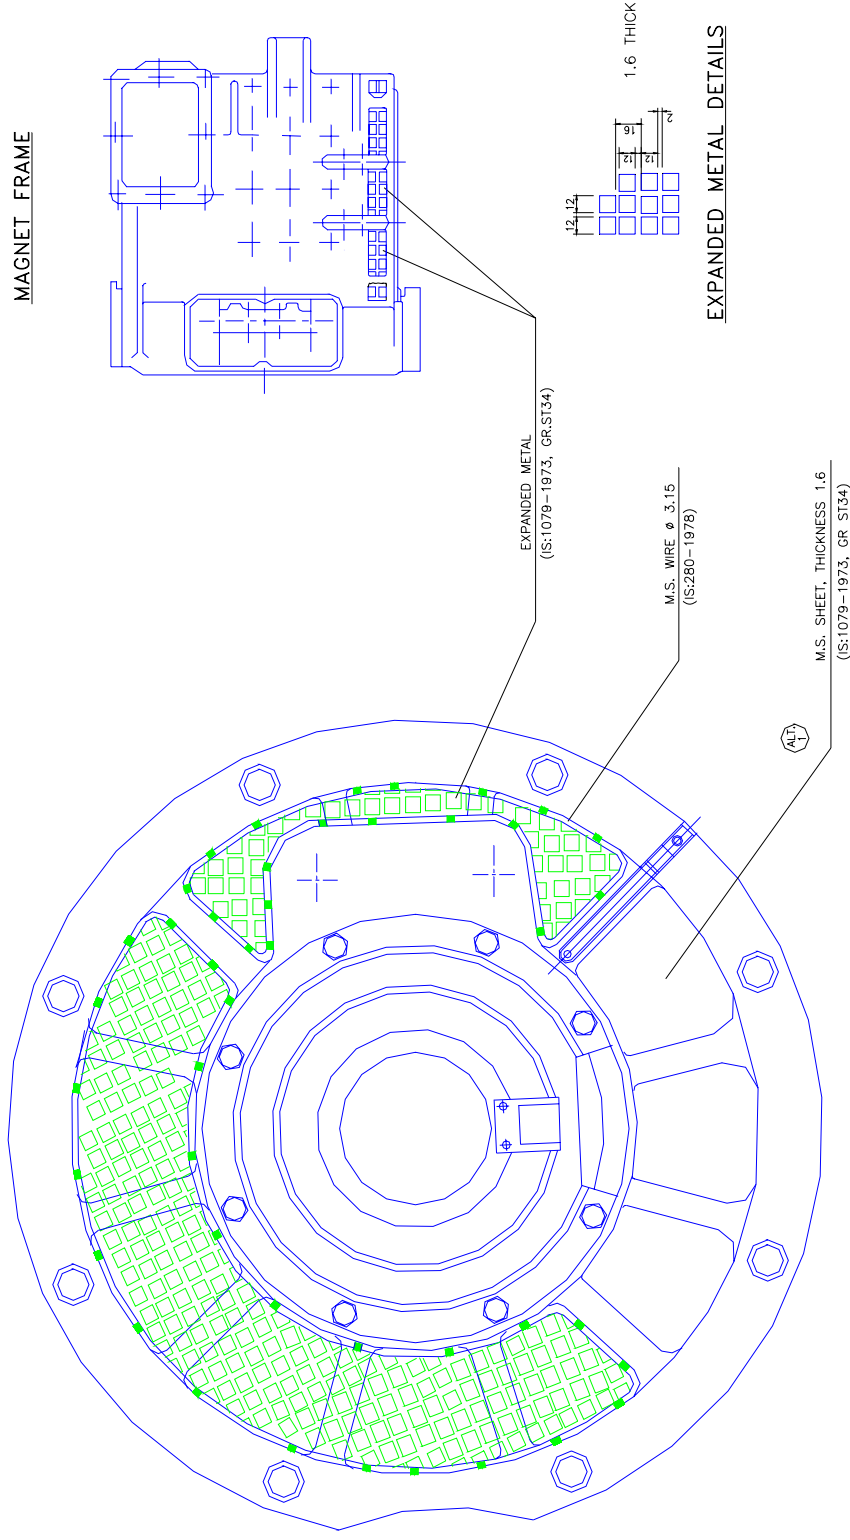 MAGNET FRAME
1.6 THICK
16
12
12
2
12
12
EXPANDED METAL DETAILS
EXPANDED METAL
(IS:1079-1973, GR.ST34)
M.S. WIRE ø 3.15
(IS:280-1978)
M.S. SHEET, THICKNESS 1.6
(IS:1079-1973, GR ST34)
ALT.
1